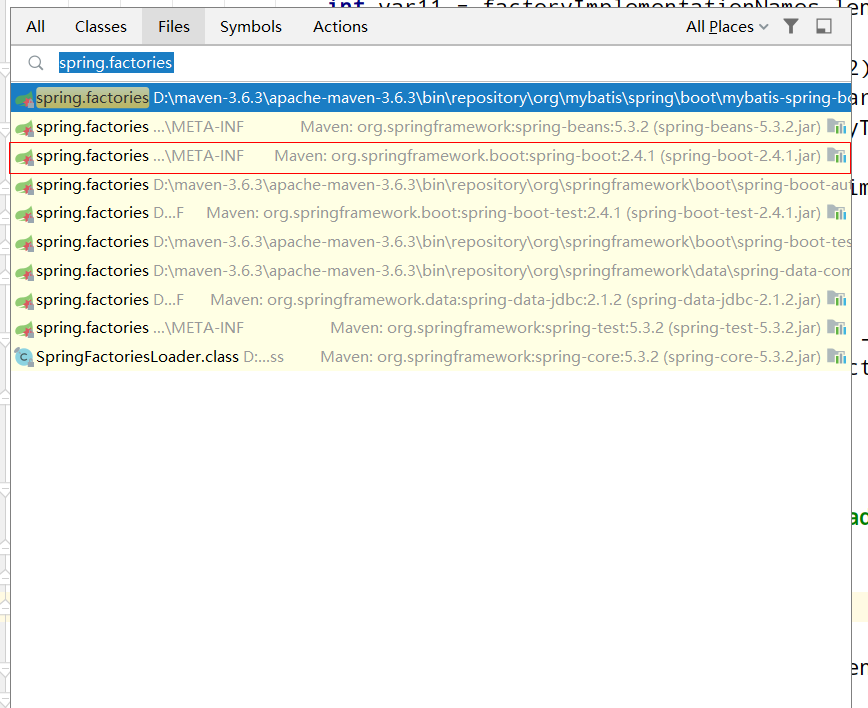 int var11 = factoryImplementationNames.len
All Classes Files Symbols Actions All Places
spring.factories
spring.factories D:\maven-3.6.3\apache-maven-3.6.3\bin\repository\org\mybatis\spring\boot\mybatis-spring-bo
spring.factories ...\META-INF Maven: org.springframework:spring-beans:5.3.2 (spring-beans-5.3.2.jar)
spring.factories ...\META-INF Maven: org.springframework.boot:spring-boot:2.4.1 (spring-boot-2.4.1.jar)
spring.factories D:\maven-3.6.3\apache-maven-3.6.3\bin\repository\org\springframework\boot\spring-boot-au
spring.factories D...F Maven: org.springframework.boot:spring-boot-test:2.4.1 (spring-boot-test-2.4.1.jar)
spring.factories D:\maven-3.6.3\apache-maven-3.6.3\bin\repository\org\springframework\boot\spring-boot-tes
spring.factories D:\maven-3.6.3\apache-maven-3.6.3\bin\repository\org\springframework\data\spring-data-com
spring.factories D...F Maven: org.springframework.data:spring-data-jdbc:2.1.2 (spring-data-jdbc-2.1.2.jar)
spring.factories ...\META-INF Maven: org.springframework:spring-test:5.3.2 (spring-test-5.3.2.jar)
SpringFactoriesLoader.class D:...ss Maven: org.springframework:spring-core:5.3.2 (spring-core-5.3.2.jar)